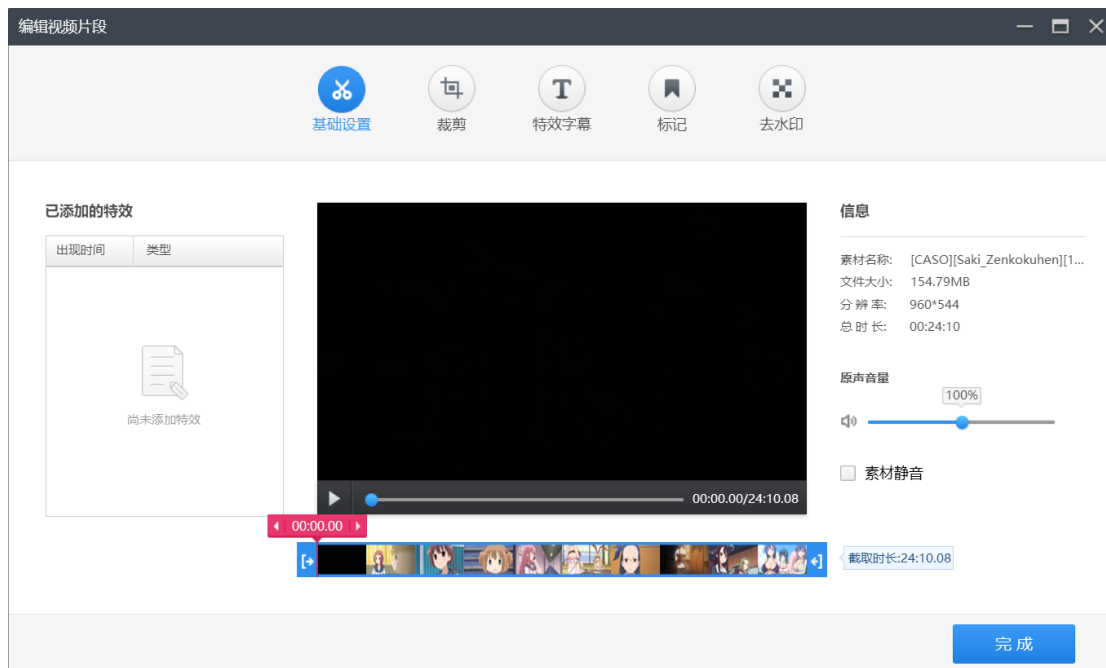 编辑视频片段
基础设置
裁剪
特效字幕
标记
去水印
已添加的特效
出现时间 类型
尚未添加特效
00:00.00/24:10.08
00:00.00
信息
素材名称: [CASO][Saki_Zenkokuhen][1...
文件大小: 154.79MB
分 辨 率: 960*544
总 时 长: 00:24:10
原声音量
100%
素材静音
截取时长:24:10.08
完 成